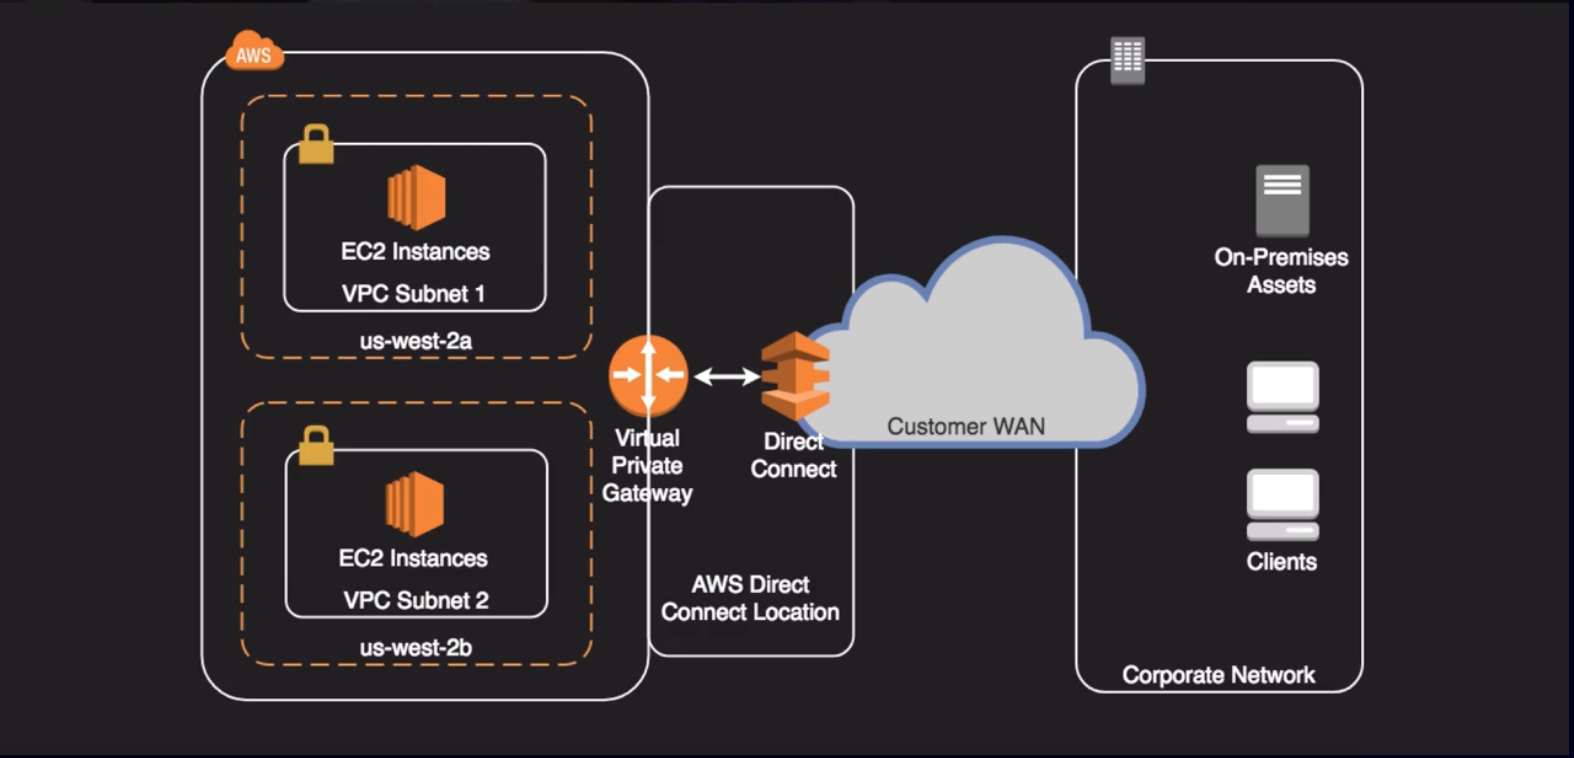 AWS
EC2 Instances
VPC Subnet 1
us-west-2a
EC2 Instances
VPC Subnet 2
us-west-2b
Virtual
Private
Gateway
Direct
Connect
AWS Direct
Connect Location
Customer WAN
On-Premises
Assets
Clients
Corporate Network